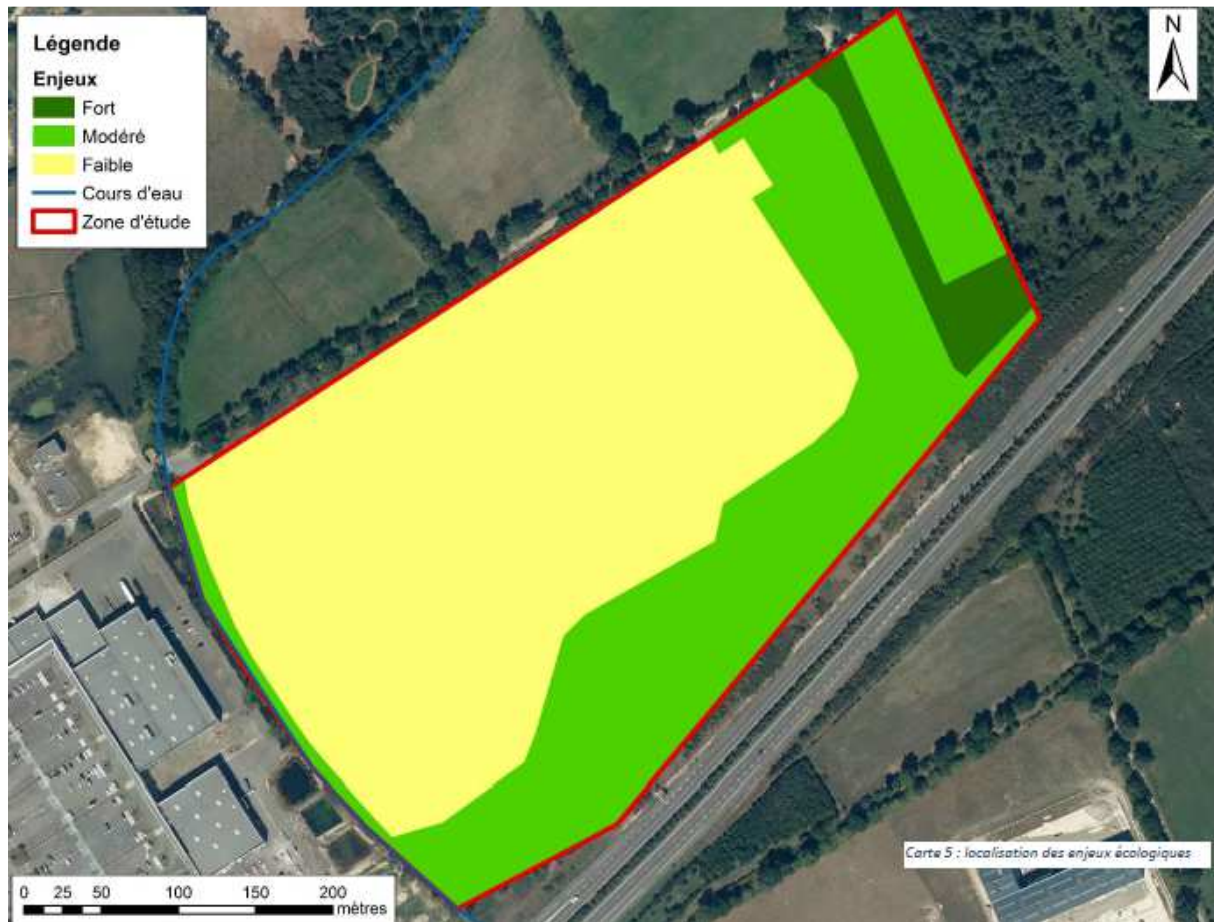 Légende
Enjeux
Fort
Modéré
Faible
Cours d'eau
Zone d'étude
N
Carte 5 : localisation des enjeux écologiques
0 25 50 100 150 200
mètres